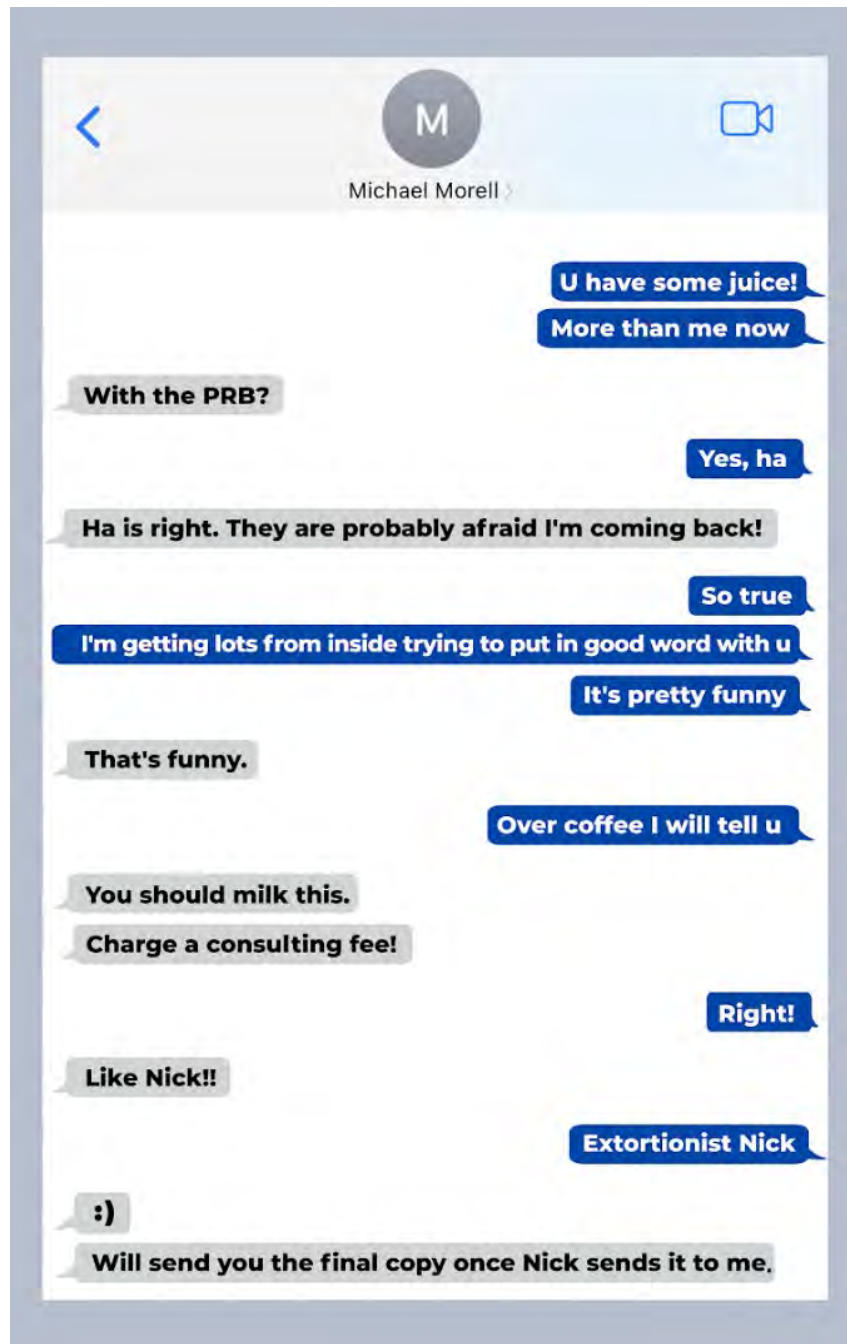 M
Michael Morell
U have some juice!
More than me now
With the PRB?
Yes, ha
Ha is right. They are probably afraid I'm coming back!
So true
I'm getting lots from inside trying to put in good word with u
It's pretty funny
That's funny.
Over coffee I will tell u
You should milk this.
Charge a consulting fee!
Right!
Like Nick!!
Extortionist Nick
:)
Will send you the final copy once Nick sends it to me.